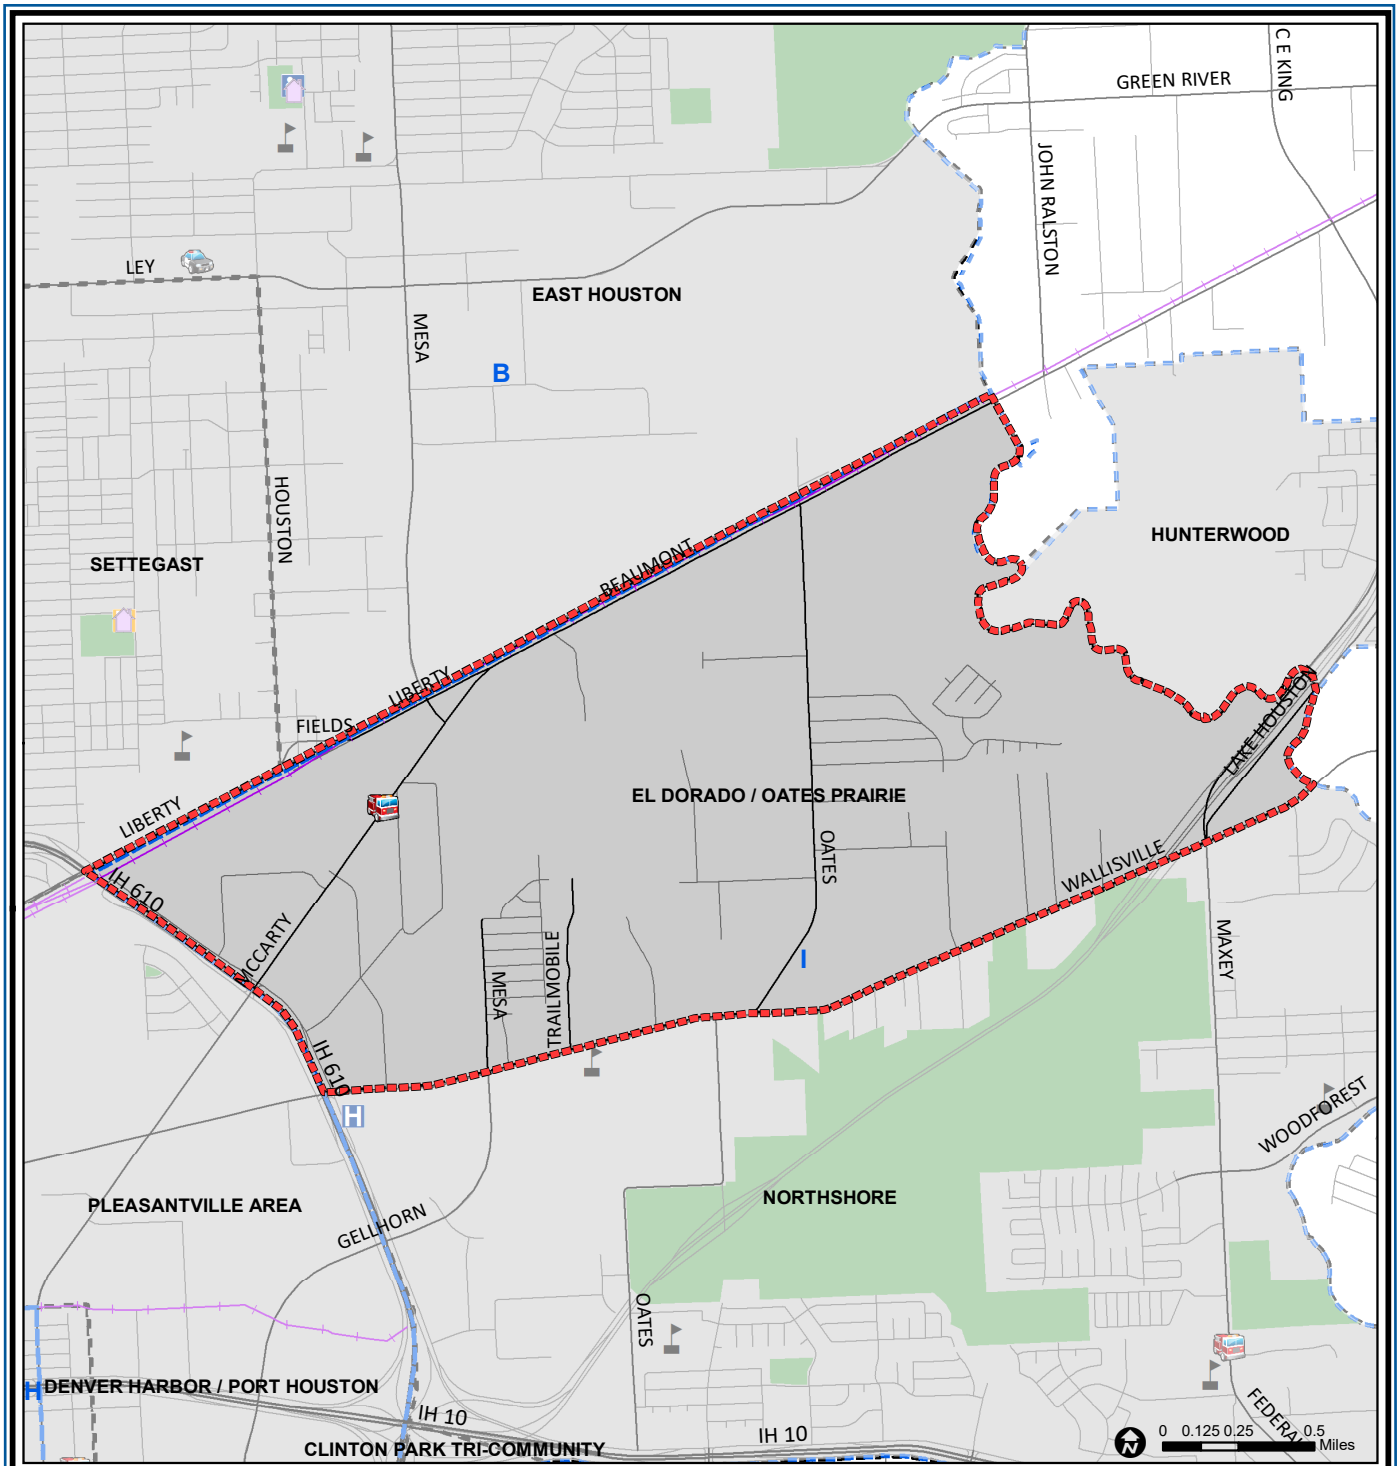 C E KING
GREEN RIVER
JOHN RALSTON
LEY
EAST HOUSTON
MESA
B
HOUSTON
SETTEGAST
HUNTERWOOD
BEAUMONT
LIBERTY
FIELDS
LAKE HOUSTON
EL DORADO / OATES PRAIRIE
LIBERTY
OATES
WALLISVILLE
IH 610
MCCARTY
MESA
TRAILMOBILE
I
MAXEY
IH 610
H
WOODFOREST
PLEASANTVILLE AREA
NORTHSHORE
GELLHORN
OATES
H
DENVER HARBOR / PORT HOUSTON
IH 10
IH 10
FEDERA
CLINTON PARK TRI-COMMUNITY
N
0 0.125 0.25 0.5
Miles